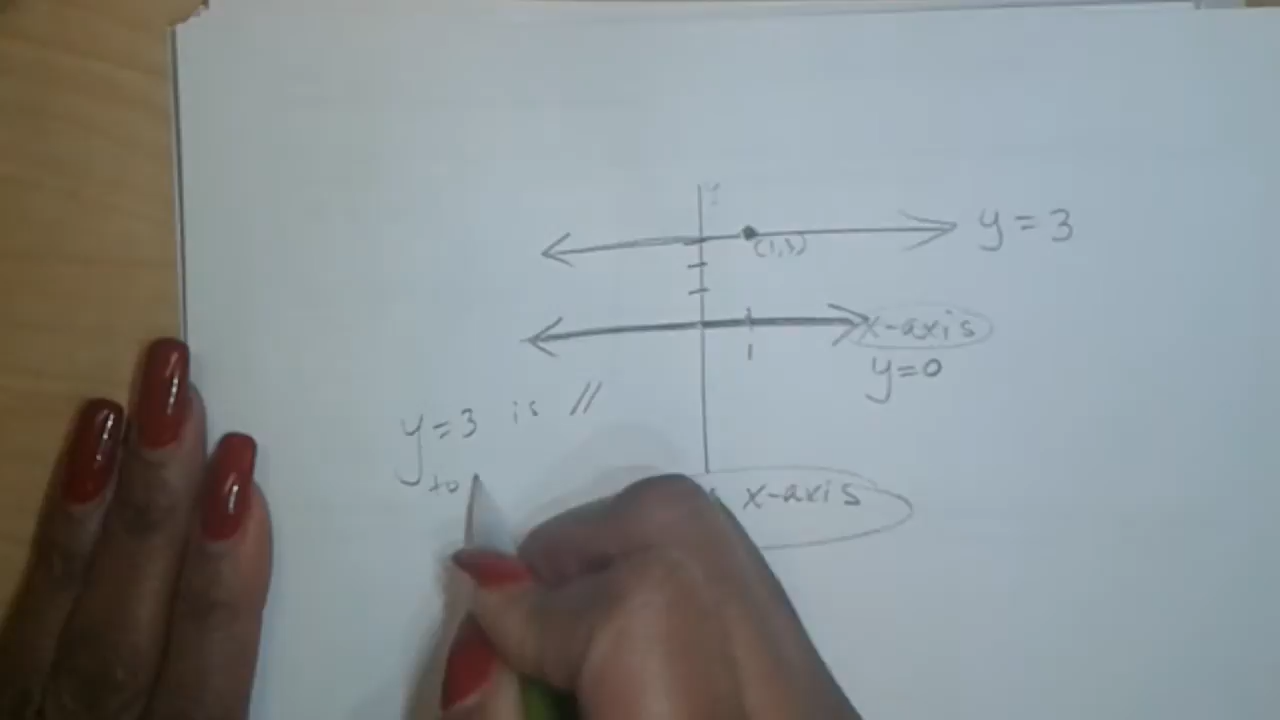 y
y = 3
(1,3)
x-axis
1
y=0
y=3 is //
to
x-axis